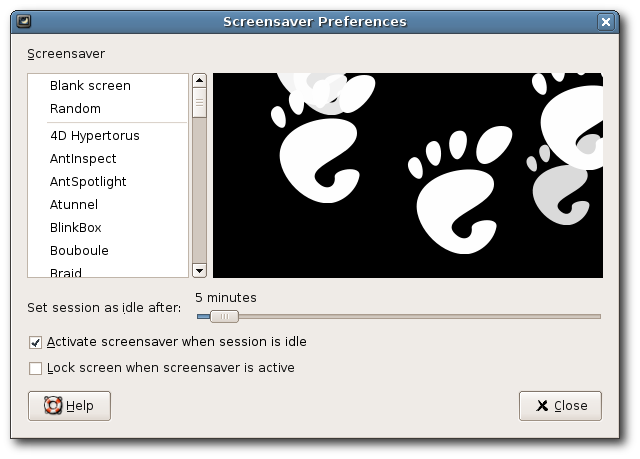 Screensaver Preferences
Screensaver
Blank screen
Random
4D Hypertorus
AntInspect
AntSpotlight
Atunnel
BlinkBox
Bouboule
Braid
5 minutes
Set session as idle after:
Activate screensaver when session is idle
Lock screen when screensaver is active
Help
Close